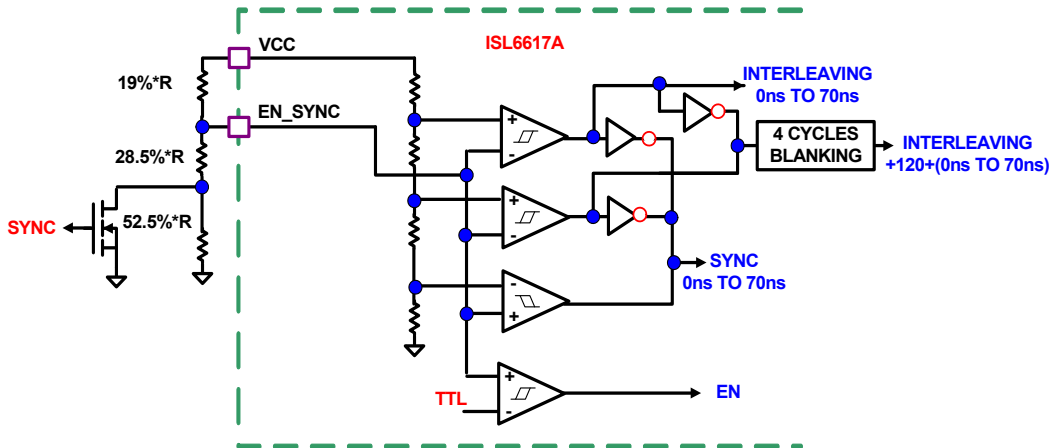 VCC
ISL6617A
19%*R
INTERLEAVING
0ns TO 70ns
EN_SYNC
+
-
4 CYCLES
BLANKING
INTERLEAVING
+120+(0ns TO 70ns)
28.5%*R
+
-
52.5%*R
SYNC
SYNC
0ns TO 70ns
-
+
+
-
TTL
EN